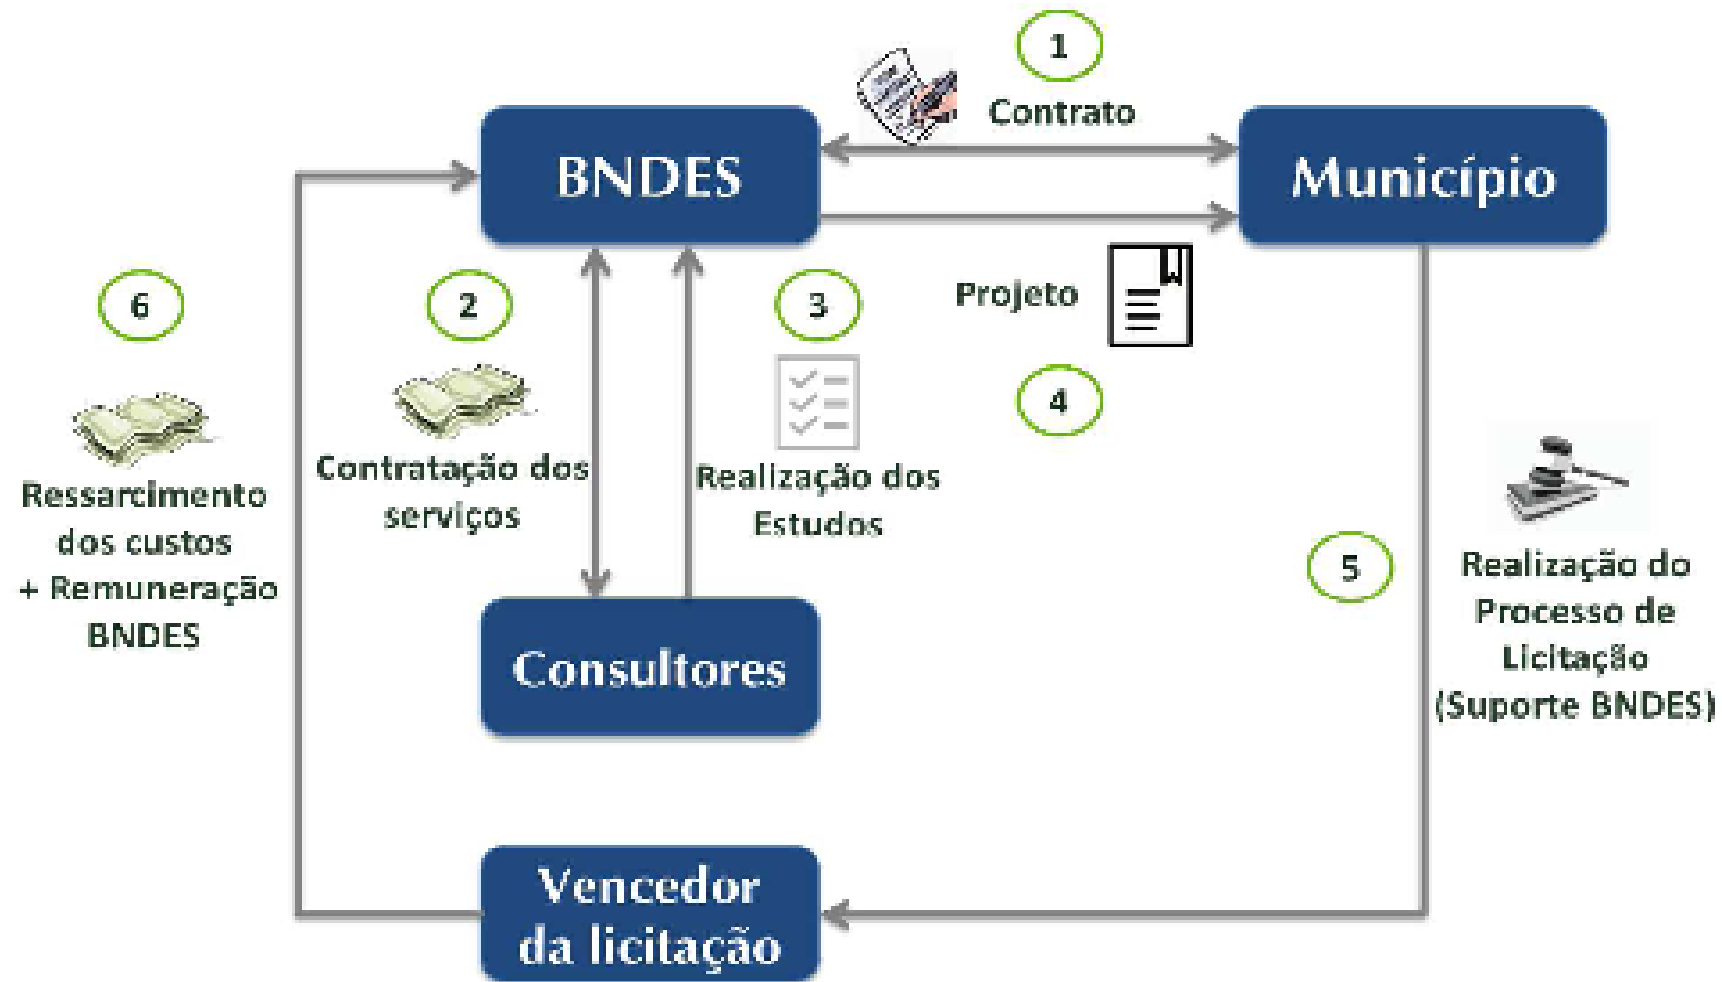 1
Contrato
BNDES
Município
6
2
3
Projeto
4
Contratação dos
serviços
Realização dos
Estudos
Ressarcimento
dos custos
+ Remuneração
BNDES
5
Realização do
Processo de
Licitação
(Suporte BNDES)
Consultores
Vencedor
da licitação